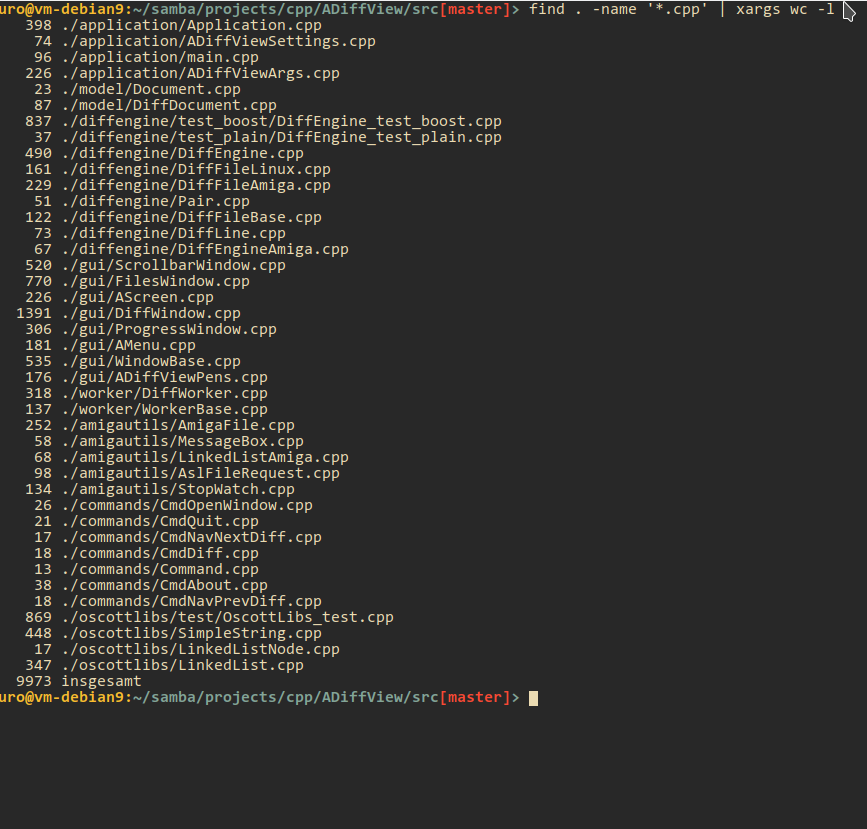 uro@vm-debian9:~/samba/projects/cpp/ADiffView/src[master]> find . -name '*.cpp' | xargs wc -l
398 ./application/Application.cpp
74 ./application/ADiffViewSettings.cpp
96 ./application/main.cpp
226 ./application/ADiffViewArgs.cpp
23 ./model/Document.cpp
87 ./model/DiffDocument.cpp
837 ./diffengine/test_boost/DiffEngine_test_boost.cpp
37 ./diffengine/test_plain/DiffEngine_test_plain.cpp
490 ./diffengine/DiffEngine.cpp
161 ./diffengine/DiffFileLinux.cpp
229 ./diffengine/DiffFileAmiga.cpp
51 ./diffengine/Pair.cpp
122 ./diffengine/DiffFileBase.cpp
73 ./diffengine/DiffLine.cpp
67 ./diffengine/DiffEngineAmiga.cpp
520 ./gui/ScrollbarWindow.cpp
770 ./gui/FilesWindow.cpp
226 ./gui/AScreen.cpp
1391 ./gui/DiffWindow.cpp
306 ./gui/ProgressWindow.cpp
181 ./gui/AMenu.cpp
535 ./gui/WindowBase.cpp
176 ./gui/ADiffViewPens.cpp
318 ./worker/DiffWorker.cpp
137 ./worker/WorkerBase.cpp
252 ./amigautils/AmigaFile.cpp
58 ./amigautils/MessageBox.cpp
68 ./amigautils/LinkedListAmiga.cpp
98 ./amigautils/AslFileRequest.cpp
134 ./amigautils/StopWatch.cpp
26 ./commands/CmdOpenWindow.cpp
21 ./commands/CmdQuit.cpp
17 ./commands/CmdNavNextDiff.cpp
18 ./commands/CmdDiff.cpp
13 ./commands/Command.cpp
38 ./commands/CmdAbout.cpp
18 ./commands/CmdNavPrevDiff.cpp
869 ./oscottlibs/test/OscottLibs_test.cpp
448 ./oscottlibs/SimpleString.cpp
17 ./oscottlibs/LinkedListNode.cpp
347 ./oscottlibs/LinkedList.cpp
9973 insgesamt
uro@vm-debian9:~/samba/projects/cpp/ADiffView/src[master]>